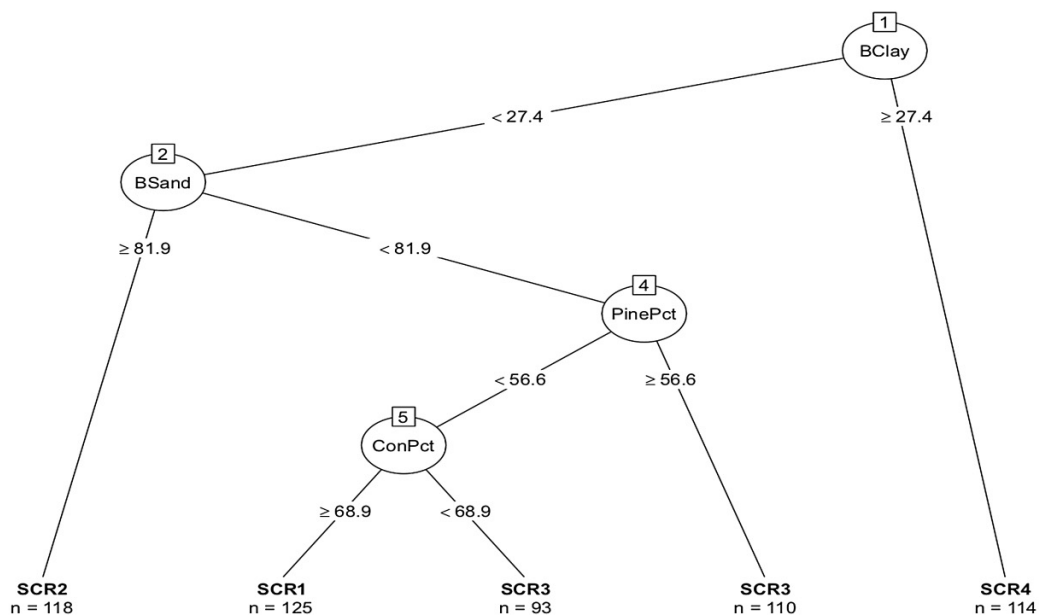 1
BClay
< 27.4
≥ 27.4
2
BSand
≥ 81.9
< 81.9
4
PinePct
< 56.6
≥ 56.6
5
ConPct
≥ 68.9
< 68.9
SCR2
n = 118
SCR1
n = 125
SCR3
n = 93
SCR3
n = 110
SCR4
n = 114